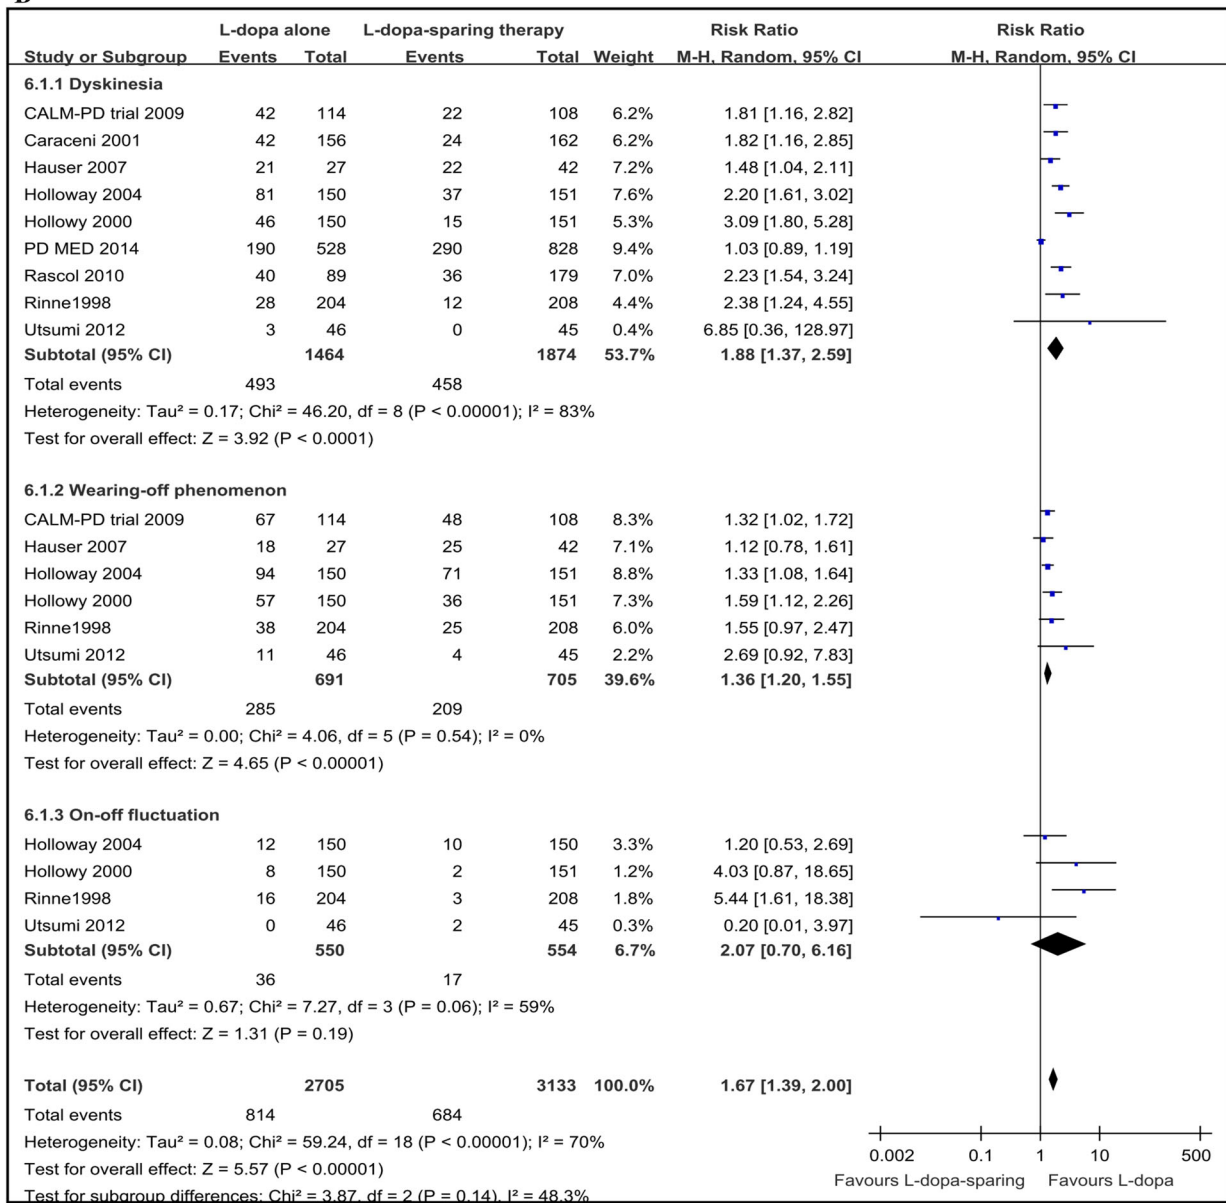 L-dopa alone L-dopa-sparing therapy Risk Ratio Risk Ratio
Study or Subgroup Events Total Events Total Weight M-H, Random, 95% CI M-H, Random, 95% CI
6.1.1 Dyskinesia
CALM-PD trial 2009 42 114 22 108 6.2% 1.81 [1.16, 2.82]
Caraceni 2001 42 156 24 162 6.2% 1.82 [1.16, 2.85]
Hauser 2007 21 27 22 42 7.2% 1.48 [1.04, 2.11]
Holloway 2004 81 150 37 151 7.6% 2.20 [1.61, 3.02]
Hollowy 2000 46 150 15 151 5.3% 3.09 [1.80, 5.28]
PD MED 2014 190 528 290 828 9.4% 1.03 [0.89, 1.19]
Rascol 2010 40 89 36 179 7.0% 2.23 [1.54, 3.24]
Rinne1998 28 204 12 208 4.4% 2.38 [1.24, 4.55]
Utsumi 2012 3 46 0 45 0.4% 6.85 [0.36, 128.97]
Subtotal (95% CI) 1464 1874 53.7% 1.88 [1.37, 2.59]
Total events 493 458
Heterogeneity: Tau² = 0.17; Chi² = 46.20, df = 8 (P < 0.00001); I² = 83%
Test for overall effect: Z = 3.92 (P < 0.0001)
6.1.2 Wearing-off phenomenon
CALM-PD trial 2009 67 114 48 108 8.3% 1.32 [1.02, 1.72]
Hauser 2007 18 27 25 42 7.1% 1.12 [0.78, 1.61]
Holloway 2004 94 150 71 151 8.8% 1.33 [1.08, 1.64]
Hollowy 2000 57 150 36 151 7.3% 1.59 [1.12, 2.26]
Rinne1998 38 204 25 208 6.0% 1.55 [0.97, 2.47]
Utsumi 2012 11 46 4 45 2.2% 2.69 [0.92, 7.83]
Subtotal (95% CI) 691 705 39.6% 1.36 [1.20, 1.55]
Total events 285 209
Heterogeneity: Tau² = 0.00; Chi² = 4.06, df = 5 (P = 0.54); I² = 0%
Test for overall effect: Z = 4.65 (P < 0.00001)
6.1.3 On-off fluctuation
Holloway 2004 12 150 10 150 3.3% 1.20 [0.53, 2.69]
Hollowy 2000 8 150 2 151 1.2% 4.03 [0.87, 18.65]
Rinne1998 16 204 3 208 1.8% 5.44 [1.61, 18.38]
Utsumi 2012 0 46 2 45 0.3% 0.20 [0.01, 3.97]
Subtotal (95% CI) 550 554 6.7% 2.07 [0.70, 6.16]
Total events 36 17
Heterogeneity: Tau² = 0.67; Chi² = 7.27, df = 3 (P = 0.06); I² = 59%
Test for overall effect: Z = 1.31 (P = 0.19)
Total (95% CI) 2705 3133 100.0% 1.67 [1.39, 2.00]
Total events 814 684
Heterogeneity: Tau² = 0.08; Chi² = 59.24, df = 18 (P < 0.00001); I² = 70%
Test for overall effect: Z = 5.57 (P < 0.00001)
Test for subgroup differences: Chi² = 3.87, df = 2 (P = 0.14), I² = 48.3%
0.002 0.1 1 10 500
Favours L-dopa-sparing Favours L-dopa